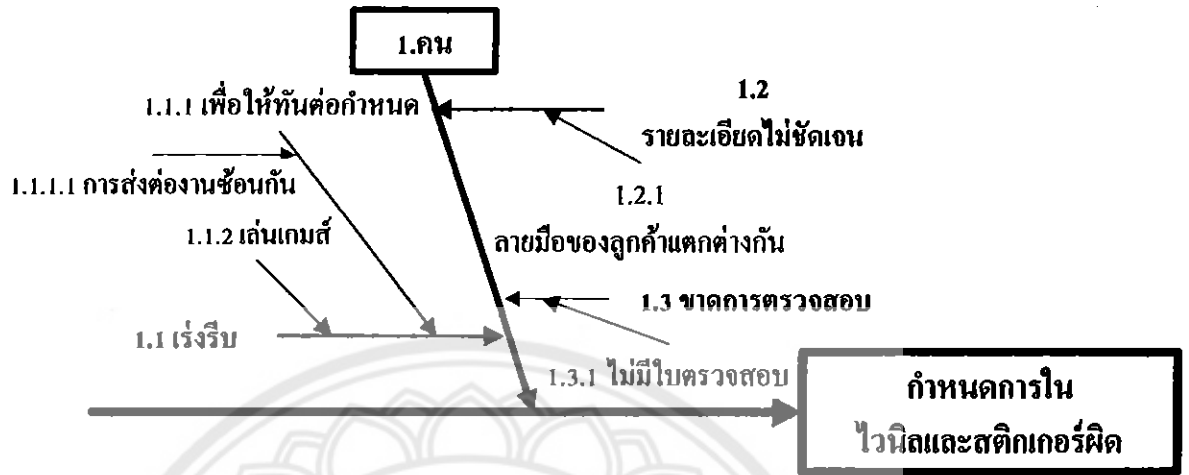 1.คน
1.1.1 เพื่อให้ทันต่อกำหนด
1.2
รายละเอียดไม่ชัดเจน
1.1.1.1 การส่งต่องานซ้อนกัน
1.2.1
1.1.2 เล่นเกมส์
ลายมือของลูกค้าแตกต่างกัน
1.3 ขาดการตรวจสอบ
1.1 เร่งรีบ
1.3.1 ไม่มีใบตรวจสอบ
กำหนดการใน
ไวนิลและสติกเกอร์ผิด